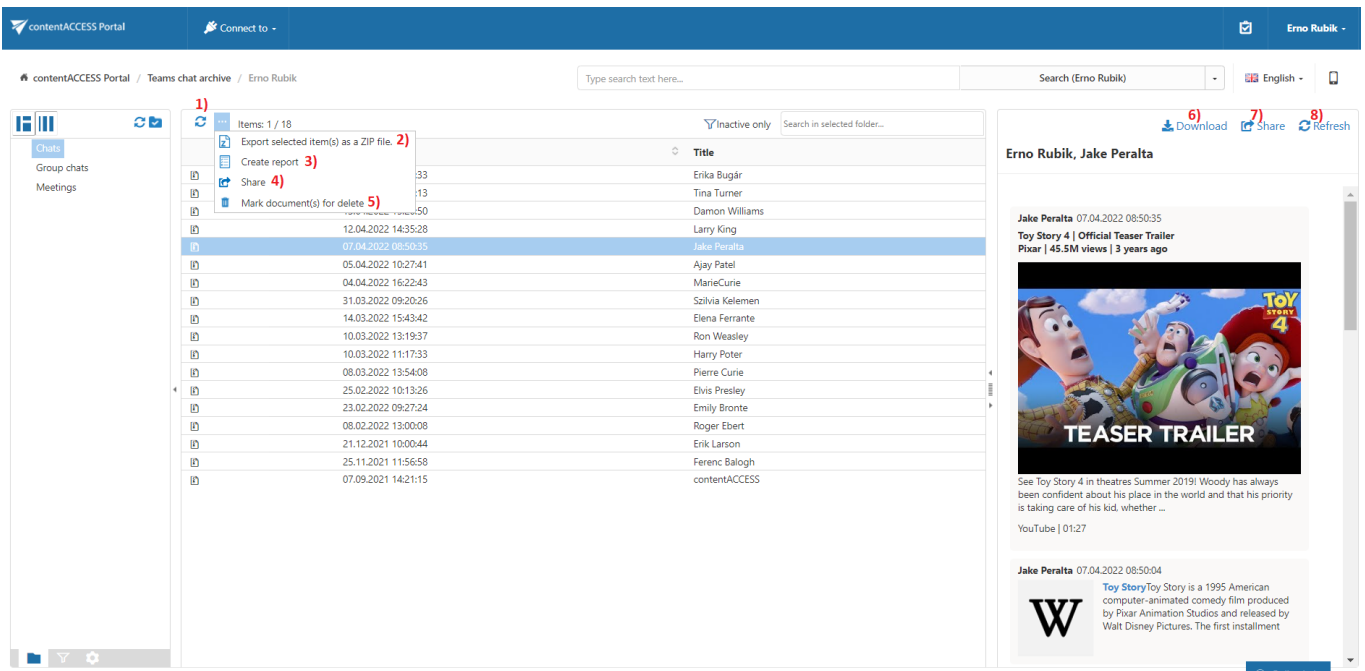 contentACCESS Portal
Connect to
Erno Rubik
contentACCESS Portal / Teams chat archive / Erno Rubik
Type search text here...
Search (Erno Rubik)
English
1)
Items: 1 / 18
Inactive only
Search in selected folder...
6)
7)
8)
Download
Share
Refresh
Chats
Group chats
Meetings
Export selected item(s) as a ZIP file. 2)
Create report 3)
Share 4)
Mark document(s) for delete 5)
Title
:33 Erika Bugár
:13 Tina Turner
:50 Damon Williams
12.04.2022 14:35:28 Larry King
07.04.2022 08:50:35 Jake Peralta
05.04.2022 10:27:41 Ajay Patel
04.04.2022 16:22:43 MarieCurie
31.03.2022 09:20:26 Szilvia Kelemen
14.03.2022 15:43:42 Elena Ferrante
10.03.2022 13:19:37 Ron Weasley
10.03.2022 11:17:33 Harry Poter
08.03.2022 13:54:08 Pierre Curie
25.02.2022 10:13:26 Elvis Presley
23.02.2022 09:27:24 Emily Bronte
08.02.2022 13:00:08 Roger Ebert
21.12.2021 10:00:44 Erik Larson
25.11.2021 11:56:58 Ferenc Balogh
07.09.2021 14:21:15 contentACCESS
Erno Rubik, Jake Peralta
Jake Peralta 07.04.2022 08:50:35
Toy Story 4 | Official Teaser Trailer
Pixar | 45.5M views | 3 years ago
TOY
STORY
4
TEASER TRAILER
See Toy Story 4 in theatres Summer 2019! Woody has always
been confident about his place in the world and that his priority
is taking care of his kid, whether ...
YouTube | 01:27
Jake Peralta 07.04.2022 08:50:04
W
Toy StoryToy Story is a 1995 American
computer-animated comedy film produced
by Pixar Animation Studios and released by
Walt Disney Pictures. The first installment